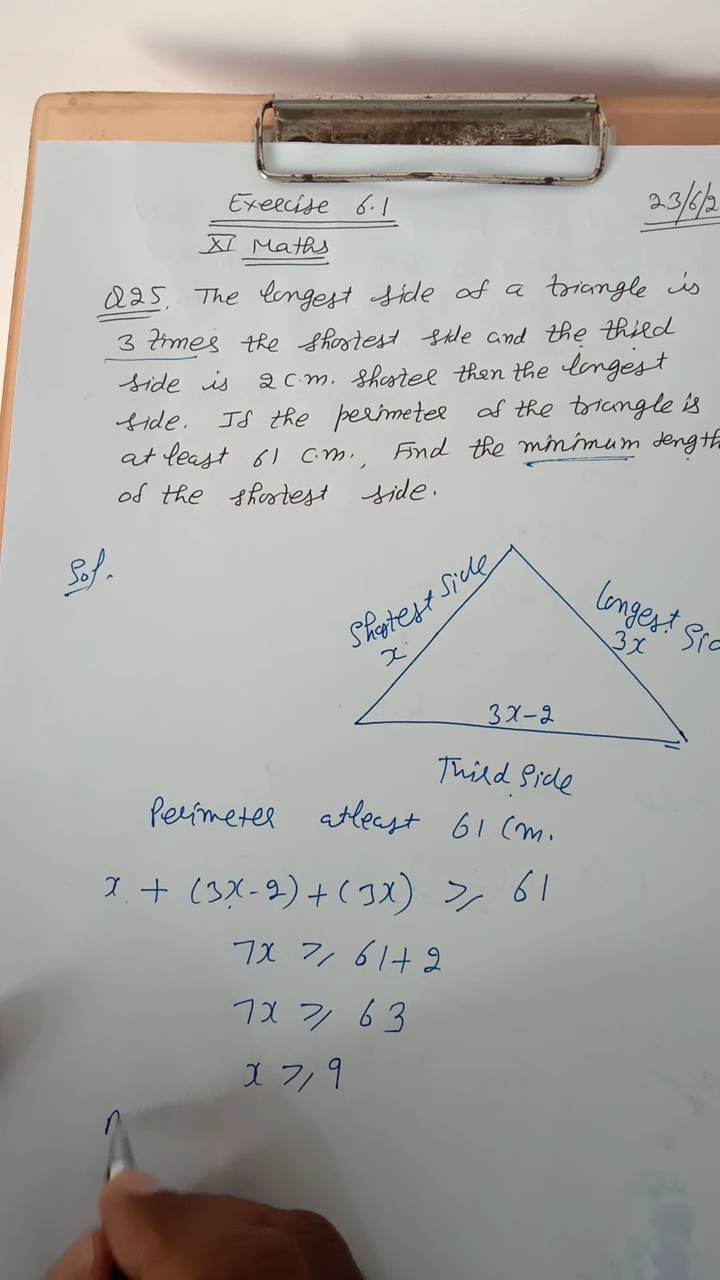 Exercise 6.1
23/6/2
XI Maths
Q25. The longest side of a triangle is
3 times the shortest side and the third
side is 2 c.m. shorter then the longest
side. If the perimeter of the triangle is
at least 61 c.m., Find the minimum length
of the shortest side.
Sol.
Shortest Side
x
Longest Sid
3x
3x-2
Third Side
Perimeter atleast 61 Cm.
x + (3x-2) + (3x) ≥ 61
7x ≥ 61+2
7x ≥ 63
x ≥ 9